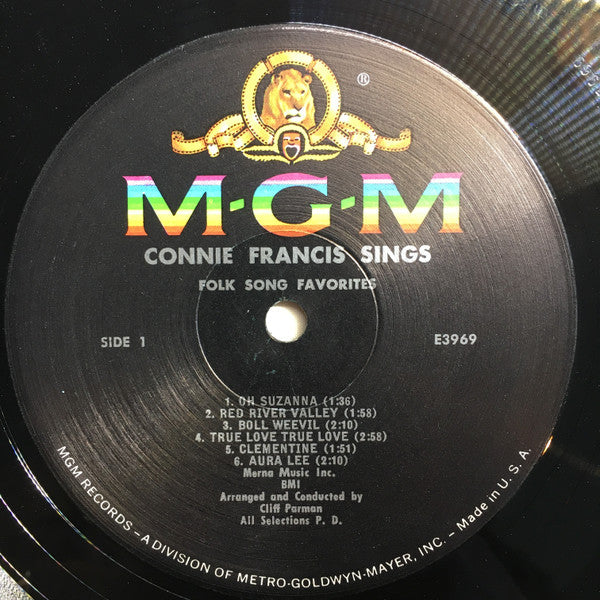 ®
M·G·M
CONNIE FRANCIS SINGS
FOLK SONG FAVORITES
SIDE 1
E3969
1. OH SUZANNA (1:36)
2. RED RIVER VALLEY (1:58)
3. BOLL WEEVIL (2:10)
4. TRUE LOVE TRUE LOVE (2:58)
5. CLEMENTINE (1:51)
6. AURA LEE (2:10)
Merna Music Inc.
BMI
Arranged and Conducted by
Cliff Parman
All Selections P. D.
MGM RECORDS – A DIVISION OF METRO-GOLDWYN-MAYER, INC. – Made in U. S. A.